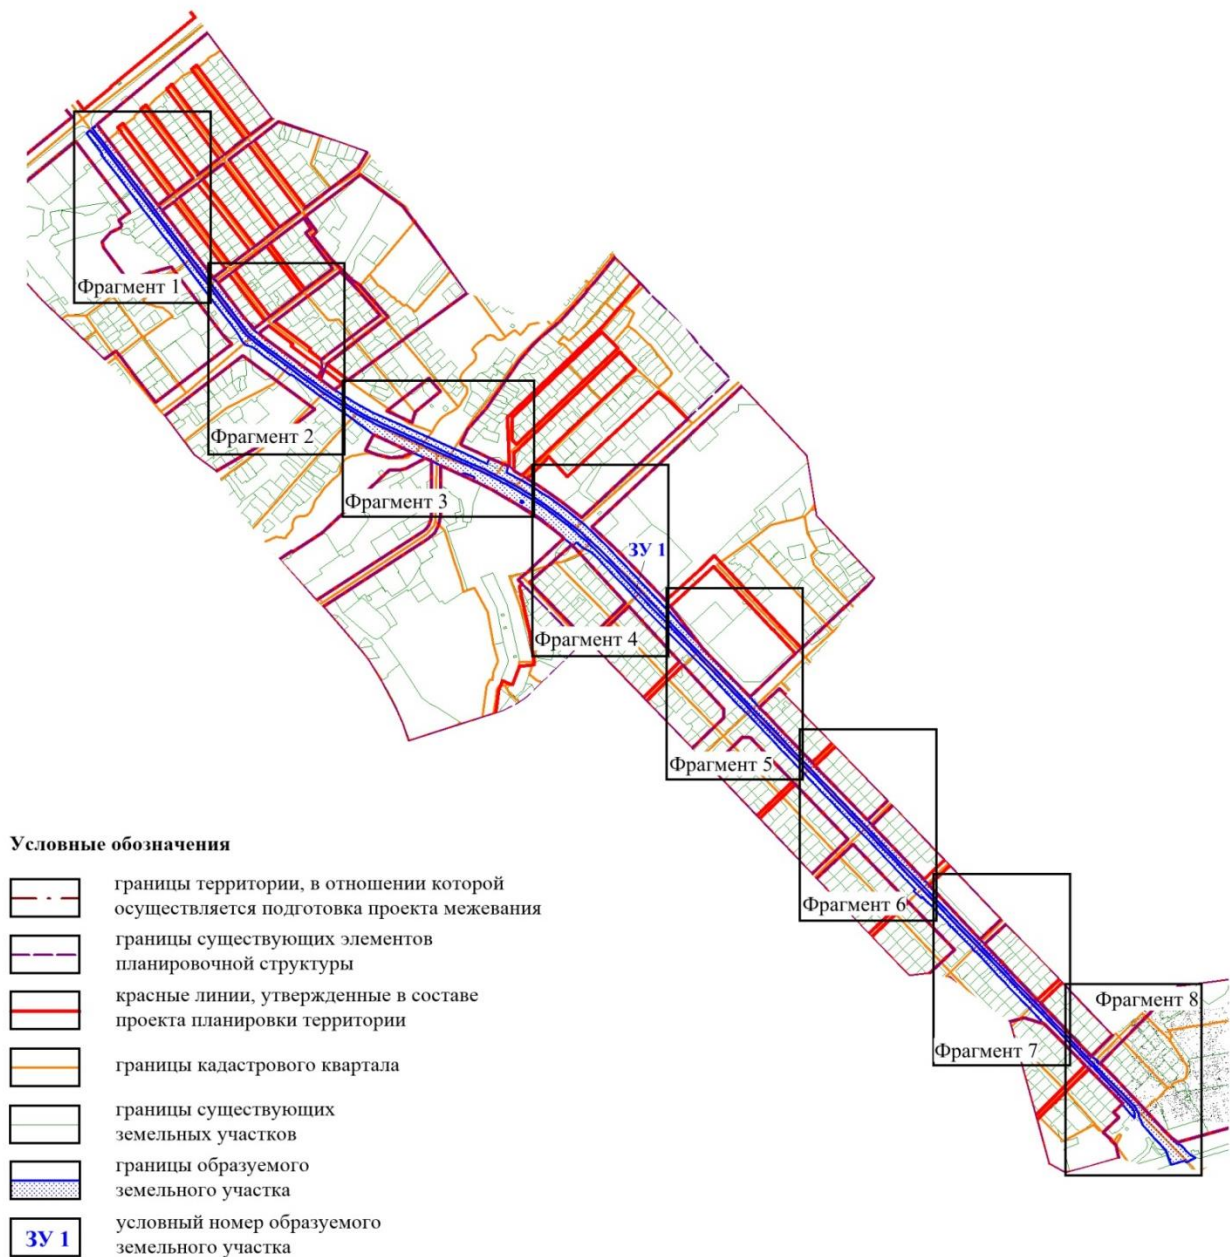 Фрагмент 1
Фрагмент 2
Фрагмент 3
ЗУ 1
Фрагмент 4
Фрагмент 5
Фрагмент 6
Фрагмент 7
Фрагмент 8
Условные обозначения
границы территории, в отношении которой
осуществляется подготовка проекта межевания
границы существующих элементов
планировочной структуры
красные линии, утвержденные в составе
проекта планировки территории
границы кадастрового квартала
границы существующих
земельных участков
границы образуемого
земельного участка
ЗУ 1
условный номер образуемого
земельного участка